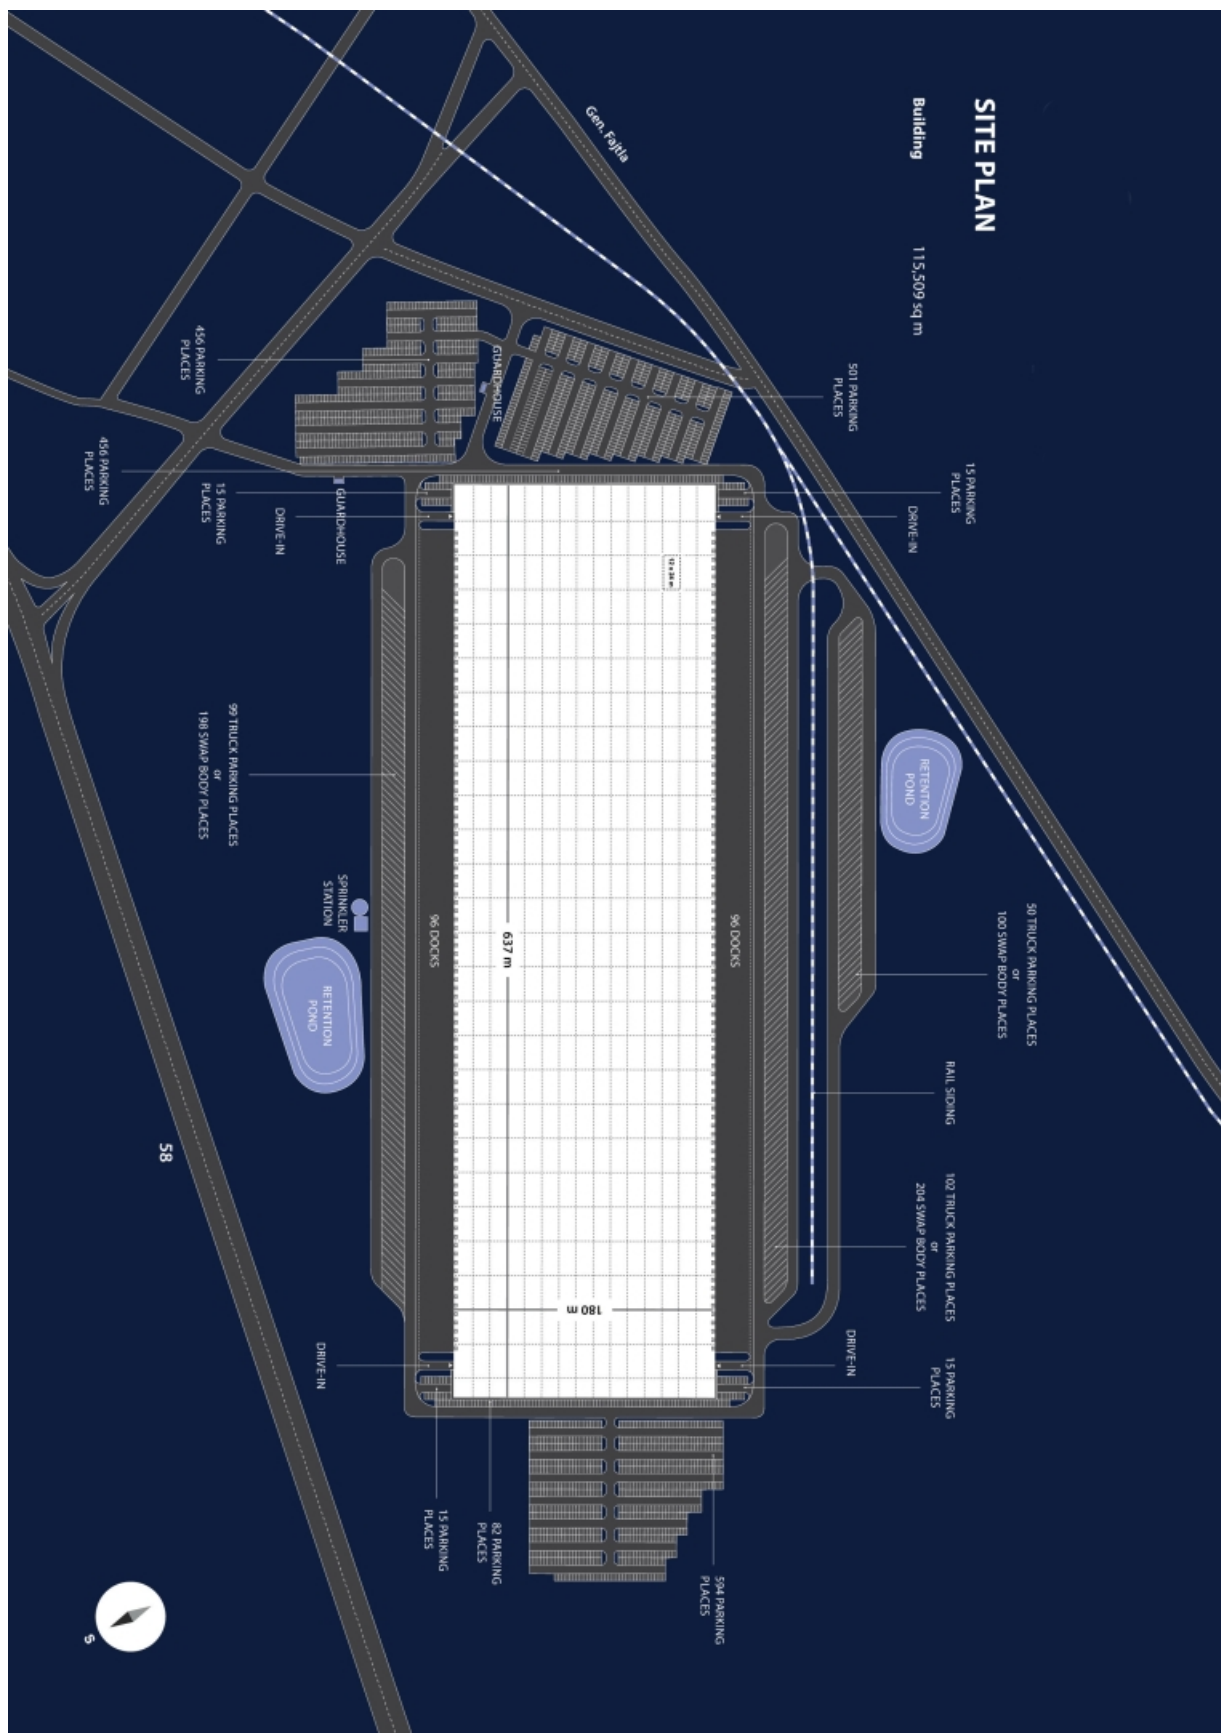 SITE PLAN
Building 115,509 sq m
Gen. Fajtla
501 PARKING
PLACES
15 PARKING
PLACES
DRIVE-IN
50 TRUCK PARKING PLACES
or
100 SWAP BODY PLACES
RAIL SIDING
102 TRUCK PARKING PLACES
or
204 SWAP BODY PLACES
DRIVE-IN
15 PARKING
PLACES
RETENTION
POND
96 DOCKS
12 x 24 m
637 m
180 m
594 PARKING
PLACES
82 PARKING
PLACES
15 PARKING
PLACES
GUARDHOUSE
96 DOCKS
456 PARKING
PLACES
456 PARKING
PLACES
15 PARKING
PLACES
DRIVE-IN
GUARDHOUSE
99 TRUCK PARKING PLACES
or
198 SWAP BODY PLACES
SPRINKLER
STATION
RETENTION
POND
DRIVE-IN
58
S